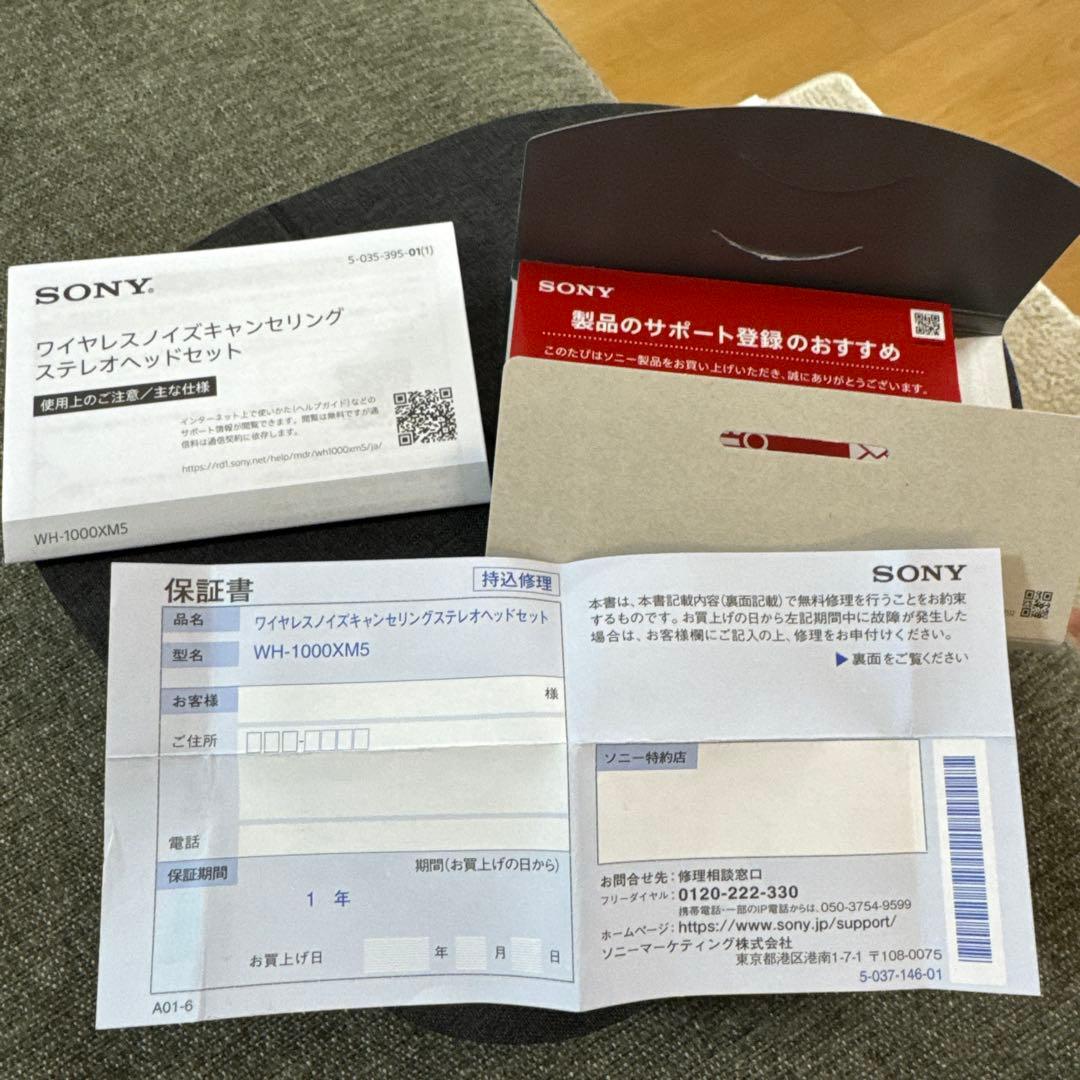 5-035-395-01(1)
SONY®
ワイヤレスノイズキャンセリング
ステレオヘッドセット
使用上のご注意／主な仕様
インターネット上で使いかた（ヘルプガイド）などの
サポート情報が閲覧できます。閲覧は無料ですが通
信料は通信契約に依存します。
https://rd1.sony.net/help/mdr/wh1000xm5/ja/
WH-1000XM5
SONY
製品のサポート登録のおすすめ
このたびはソニー製品をお買い上げいただき、誠にありがとうございます。
保証書
持込修理
品名 ワイヤレスノイズキャンセリングステレオヘッドセット
型名 WH-1000XM5
お客様 様
ご住所
電話
保証期間 期間（お買上げの日から）
1 年
お買上げ日 年 月 日
A01-6
SONY
本書は、本書記載内容（裏面記載）で無料修理を行うことをお約束
するものです。お買上げの日から左記期間中に故障が発生した
場合は、お客様欄にご記入の上、修理をお申付けください。
▶裏面をご覧ください
ソニー特約店
お問合せ先：修理相談窓口
フリーダイヤル：0120-222-330
携帯電話・一部のIP電話からは、050-3754-9599
ホームページ：https://www.sony.jp/support/
ソニーマーケティング株式会社
東京都港区港南1-7-1 〒108-0075
5-037-146-01